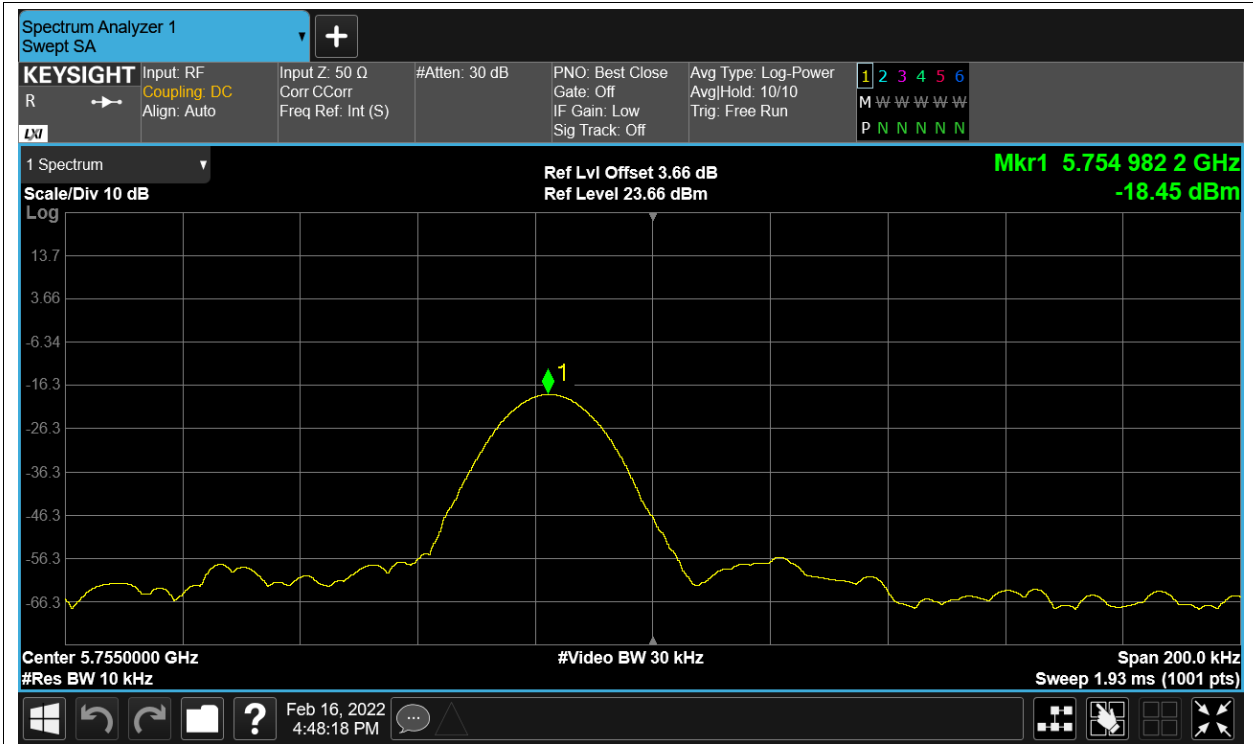 Spectrum Analyzer 1
Swept SA
+
KEYSIGHT
R
LXI
Input: RF
Coupling: DC
Align: Auto
Input Z: 50 Ω
Corr CCorr
Freq Ref: Int (S)
#Atten: 30 dB
PNO: Best Close
Gate: Off
IF Gain: Low
Sig Track: Off
Avg Type: Log-Power
Avg|Hold: 10/10
Trig: Free Run
1 2 3 4 5 6
M W W W W W
P N N N N N
1 Spectrum
Scale/Div 10 dB
Ref Lvl Offset 3.66 dB
Ref Level 23.66 dBm
Mkr1 5.754 982 2 GHz
-18.45 dBm
Log
13.7
3.66
-6.34
-16.3
-26.3
-36.3
-46.3
-56.3
-66.3
1
Center 5.7550000 GHz
#Res BW 10 kHz
#Video BW 30 kHz
Span 200.0 kHz
Sweep 1.93 ms (1001 pts)
?
Feb 16, 2022
4:48:18 PM